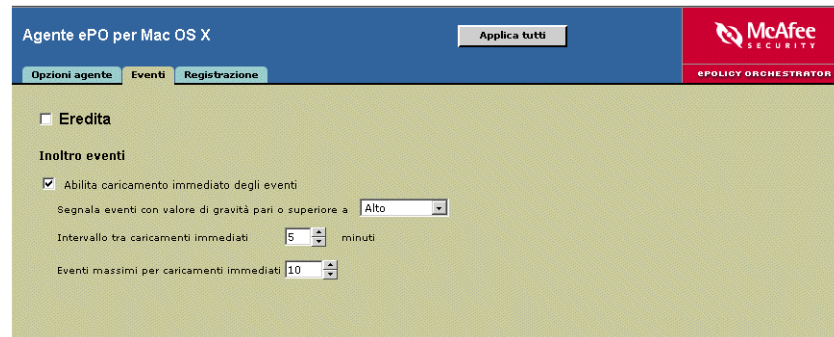 Agente ePO per Mac OS X
Applica tutti
McAfee
SECURITY
Opzioni agente Eventi Registrazione
ePOLICY ORCHESTRATOR
Eredita
Inoltro eventi
Abilita caricamento immediato degli eventi
Segnala eventi con valore di gravità pari o superiore a Alto
Intervallo tra caricamenti immediati 5 minuti
Eventi massimi per caricamenti immediati 10